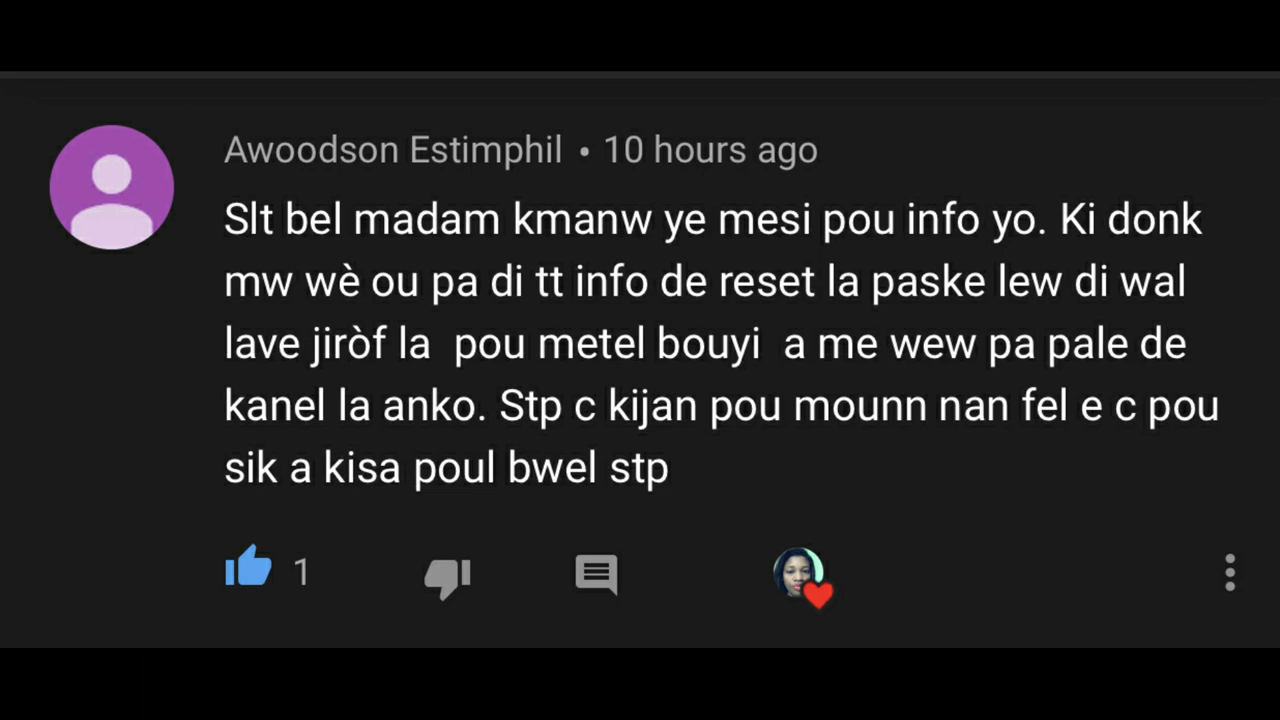 Awoodson Estimphil • 10 hours ago
Slt bel madam kmanw ye mesi pou info yo. Ki donk
mw wè ou pa di tt info de reset la paske lew di wal
lave jiròf la  pou metel bouyi  a me wew pa pale de
kanel la anko. Stp c kijan pou mounn nan fel e c pou
sik a kisa poul bwel stp
1